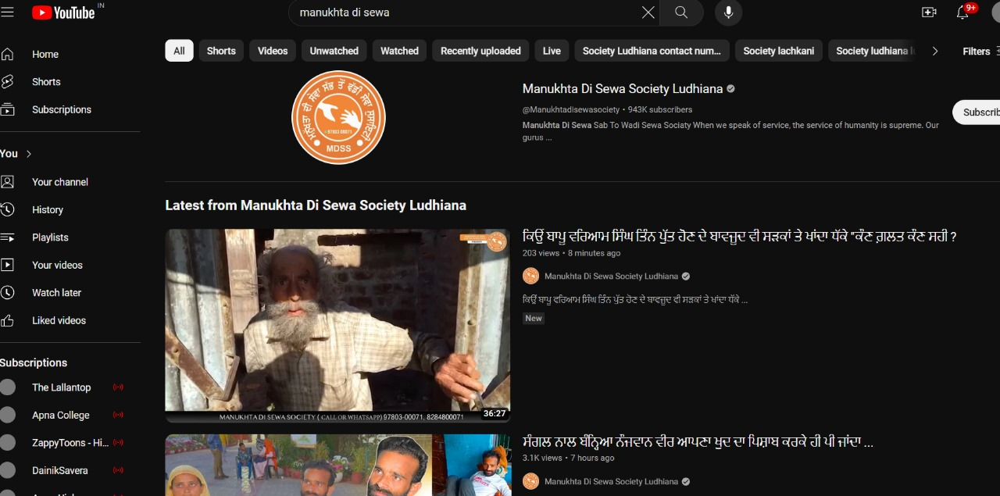 YouTube IN
manukhta di sewa
9+
Home
Shorts
Subscriptions
You
Your channel
History
Playlists
Your videos
Watch later
Liked videos
Subscriptions
The Lallantop
Apna College
ZappyToons - Hi...
DainikSavera
All
Shorts
Videos
Unwatched
Watched
Recently uploaded
Live
Society Ludhiana contact num...
Society lachkani
Society ludhiana
Filters
ਮਨੁੱਖਤਾ ਦੀ ਸੇਵਾ ਸੱਭ ਤੋਂ ਵੱਡੀ ਸੇਵਾ ਸੁਸਾਇਟੀ
97803 00071
MDSS
Manukhta Di Sewa Society Ludhiana
@Manukhtadisewasociety • 943K subscribers
Manukhta Di Sewa Sab To Wadi Sewa Sociaty When we speak of service, the service of humanity is supreme. Our
gurus ...
Subscrib
Latest from Manukhta Di Sewa Society Ludhiana
MANUKHTA DI SEWA SOCIETY ( CALL OR WHATSAPP) 97803-00071, 8284800071
36:27
ਕਿਉਂ ਬਾਪੂ ਵਰਿਆਮ ਸਿੰਘ ਤਿੰਨ ਪੁੱਤ ਹੋਣ ਦੇ ਬਾਵਜੂਦ ਵੀ ਸੜਕਾਂ ਤੇ ਖਾਂਦਾ ਧੱਕੇ "ਕੌਣ ਗ਼ਲਤ ਕੌਣ ਸਹੀ ?
203 views • 8 minutes ago
Manukhta Di Sewa Society Ludhiana
ਕਿਉਂ ਬਾਪੂ ਵਰਿਆਮ ਸਿੰਘ ਤਿੰਨ ਪੁੱਤ ਹੋਣ ਦੇ ਬਾਵਜੂਦ ਵੀ ਸੜਕਾਂ ਤੇ ਖਾਂਦਾ ਧੱਕੇ ...
New
ਸੰਗਲ ਨਾਲ ਬੰਨ੍ਹਿਆ ਨੌਜਵਾਨ ਵੀਰ ਆਪਣਾ ਖੁਦ ਦਾ ਪਿਸ਼ਾਬ ਕਰਕੇ ਹੀ ਪੀ ਜਾਂਦਾ ...
3.1K views • 7 hours ago
Manukhta Di Sewa Society Ludhiana